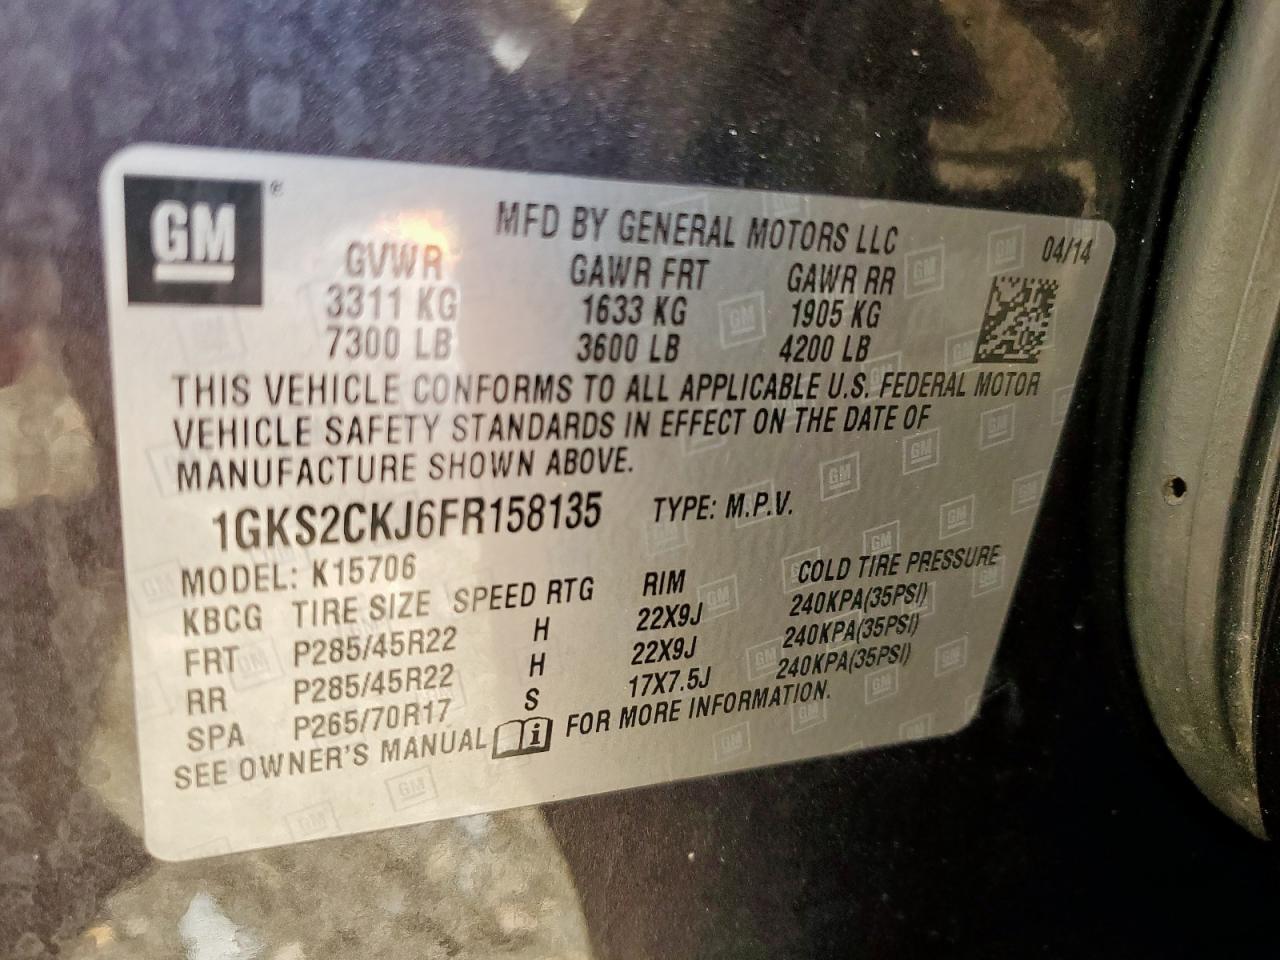 GM ®
MFD BY GENERAL MOTORS LLC 04/14
GVWR GAWR FRT GAWR RR
3311 KG 1633 KG 1905 KG
7300 LB 3600 LB 4200 LB
THIS VEHICLE CONFORMS TO ALL APPLICABLE U.S. FEDERAL MOTOR
VEHICLE SAFETY STANDARDS IN EFFECT ON THE DATE OF
MANUFACTURE SHOWN ABOVE.
1GKS2CKJ6FR158135 TYPE: M.P.V.
MODEL: K15706
KBCG TIRE SIZE SPEED RTG RIM COLD TIRE PRESSURE
FRT P285/45R22 H 22X9J 240KPA(35PSI)
RR P285/45R22 H 22X9J 240KPA(35PSI)
SPA P265/70R17 S 17X7.5J 240KPA(35PSI)
SEE OWNER'S MANUAL i FOR MORE INFORMATION.